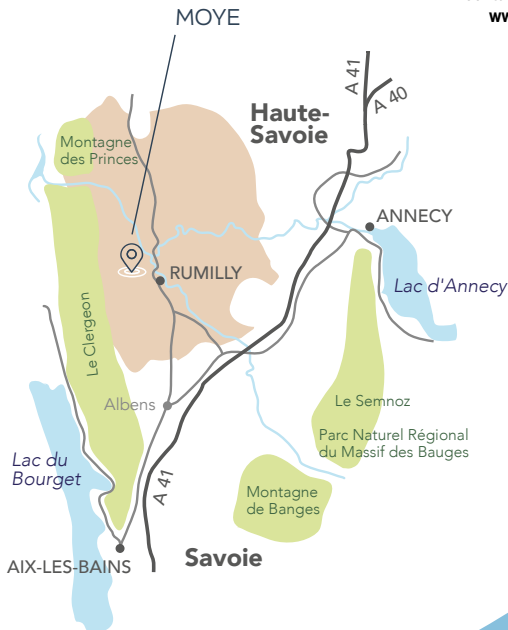 ww
MOYE
A 41
A 40
Haute-
Savoie
Montagne
des Princes
ANNECY
RUMILLY
Lac d'Annecy
Le Clergeon
Albens
Le Semnoz
Parc Naturel Régional
du Massif des Bauges
Lac du
Bourget
A 41
Montagne
de Banges
Savoie
AIX-LES-BAINS